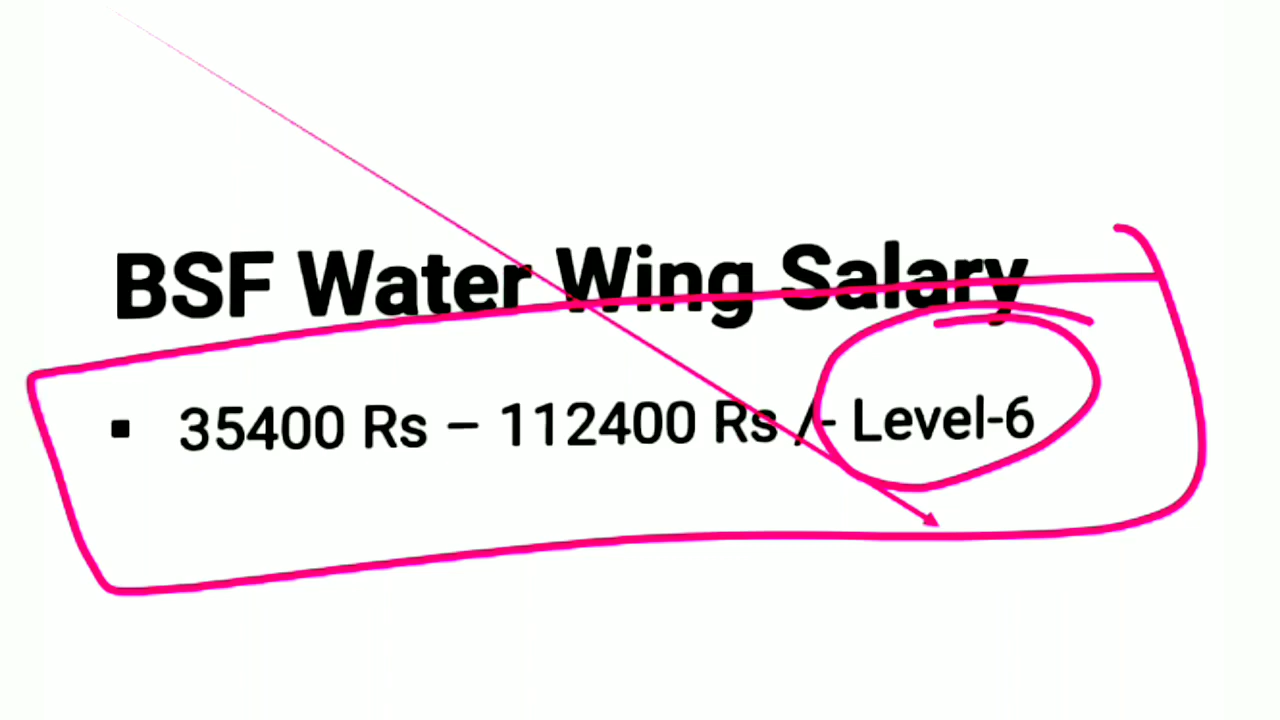 BSF Water Wing Salary
▪ 35400 Rs – 112400 Rs /- Level-6